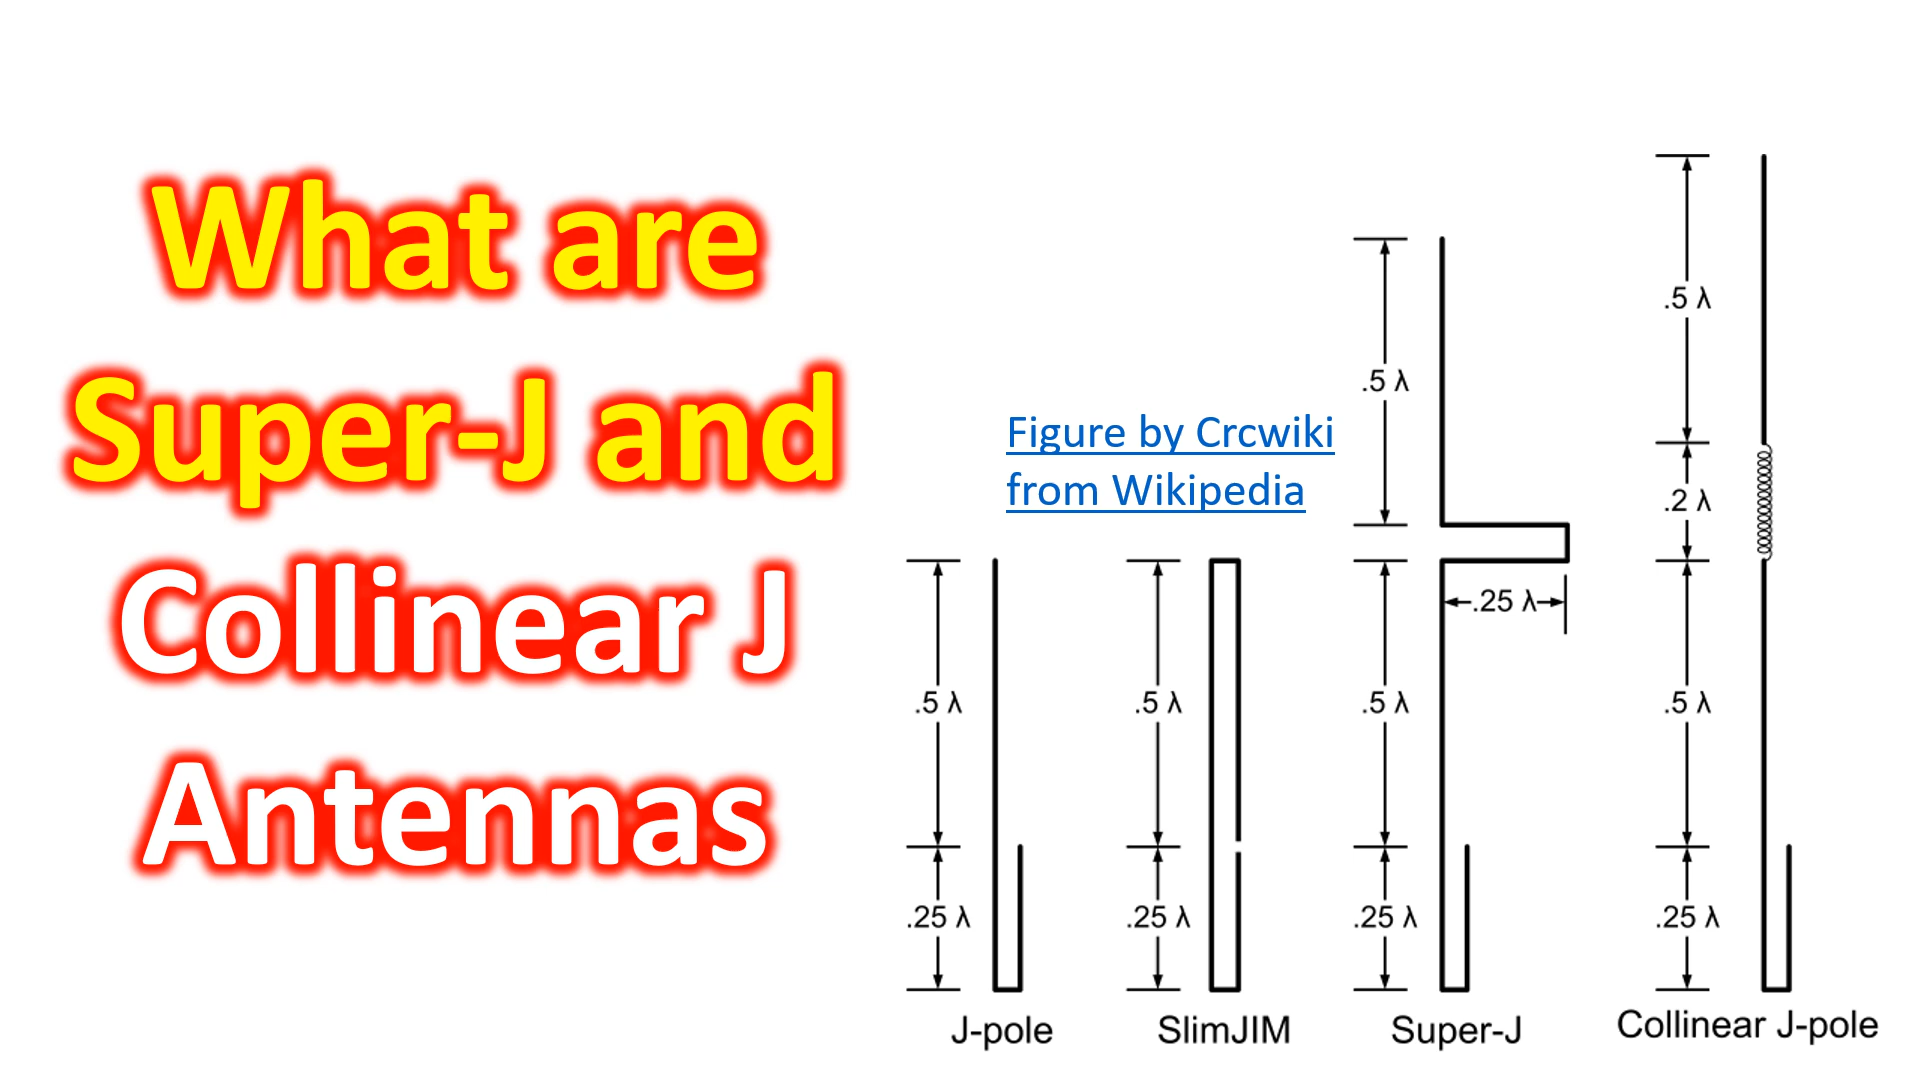 What are
Super-J and
Collinear J
Antennas
Figure by Crcwiki
from Wikipedia
.5 λ
.25 λ
J-pole
.5 λ
.25 λ
SlimJIM
.5 λ
.25 λ
.5 λ
.25 λ
Super-J
.5 λ
.2 λ
.5 λ
.25 λ
Collinear J-pole